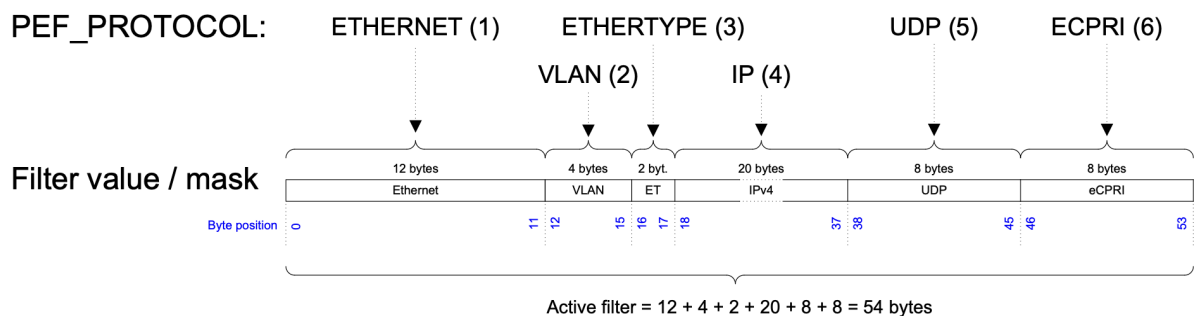 PEF_PROTOCOL: ETHERNET (1) ETHERTYPE (3) UDP (5) ECPRI (6)
VLAN (2) IP (4)
12 bytes 4 bytes 2 byt. 20 bytes 8 bytes 8 bytes
Filter value / mask Ethernet VLAN ET IPv4 UDP eCPRI
Byte position 0 11 12 15 16 17 18 37 38 45 46 53
Active filter = 12 + 4 + 2 + 20 + 8 + 8 = 54 bytes